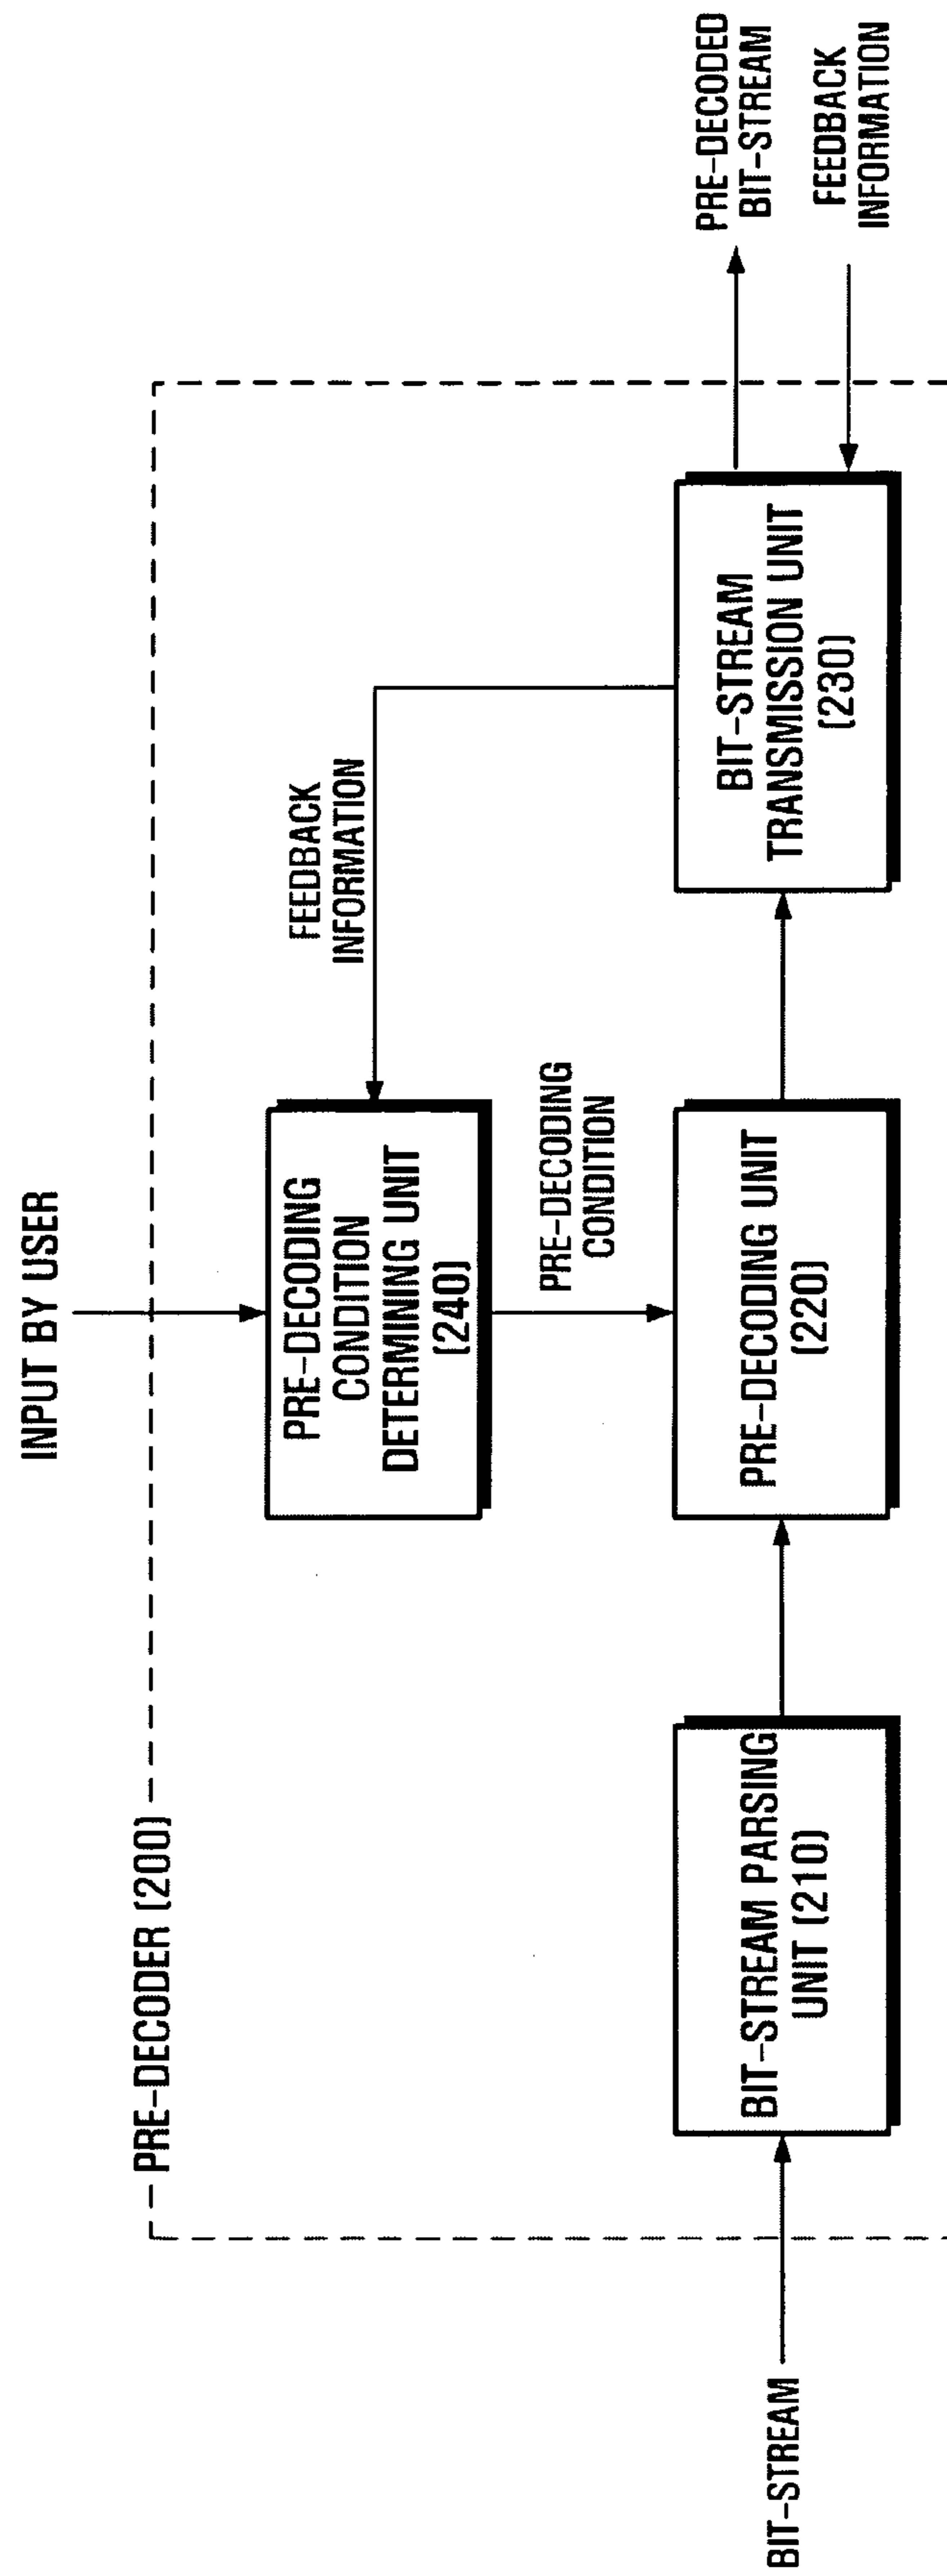 INPUT BY USER
PRE-DECODER (200)
PRE-DECODING
CONDITION
DETERMINING UNIT
(240)
FEEDBACK
INFORMATION
PRE-DECODING
CONDITION
BIT-STREAM
BIT-STREAM PARSING
UNIT (210)
PRE-DECODING UNIT
(220)
BIT-STREAM
TRANSMISSION UNIT
(230)
PRE-DECODED
BIT-STREAM
FEEDBACK
INFORMATION